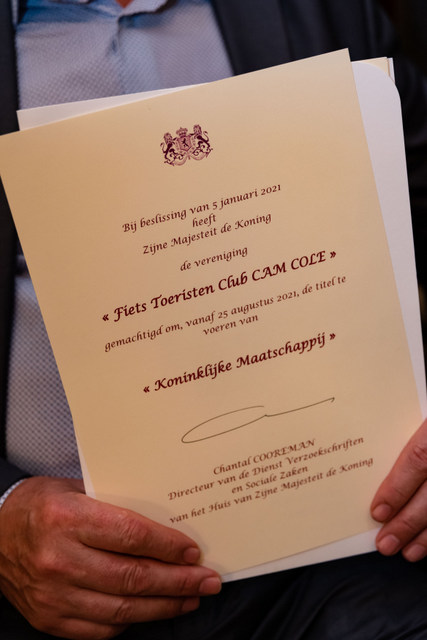 Bij beslissing van 5 januari 2021
heeft
Zijne Majesteit de Koning
de vereniging
« Fiets Toeristen Club CAM COLE »
gemachtigd om, vanaf 25 augustus 2021, de titel te
voeren van
« Koninklijke Maatschappij »
Chantal COOREMAN
Directeur van de Dienst Verzoekschriften
en Sociale Zaken
van het Huis van Zijne Majesteit de Koning